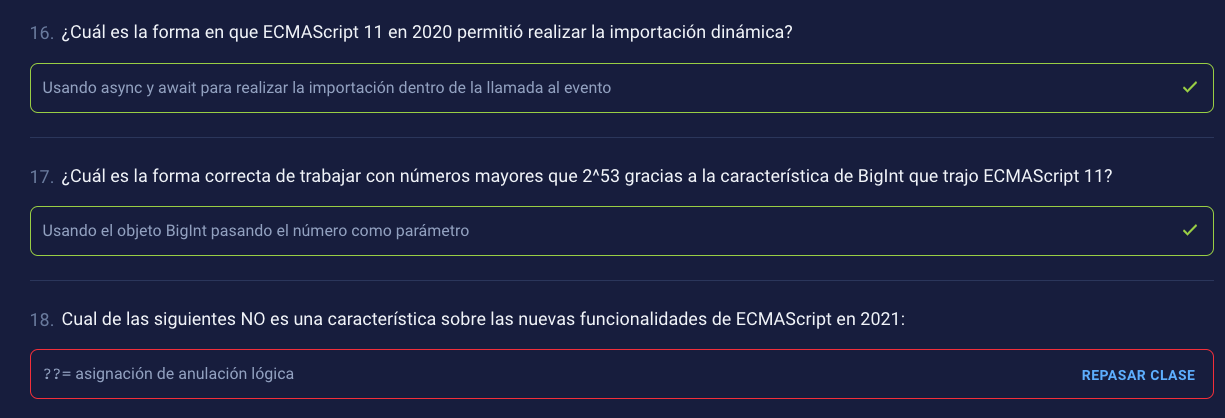 16. ¿Cuál es la forma en que ECMAScript 11 en 2020 permitió realizar la importación dinámica?
Usando async y await para realizar la importación dentro de la llamada al evento
17. ¿Cuál es la forma correcta de trabajar con números mayores que 2^53 gracias a la característica de BigInt que trajo ECMAScript 11?
Usando el objeto BigInt pasando el número como parámetro
18. Cual de las siguientes NO es una característica sobre las nuevas funcionalidades de ECMAScript en 2021:
??= asignación de anulación lógica
REPASAR CLASE